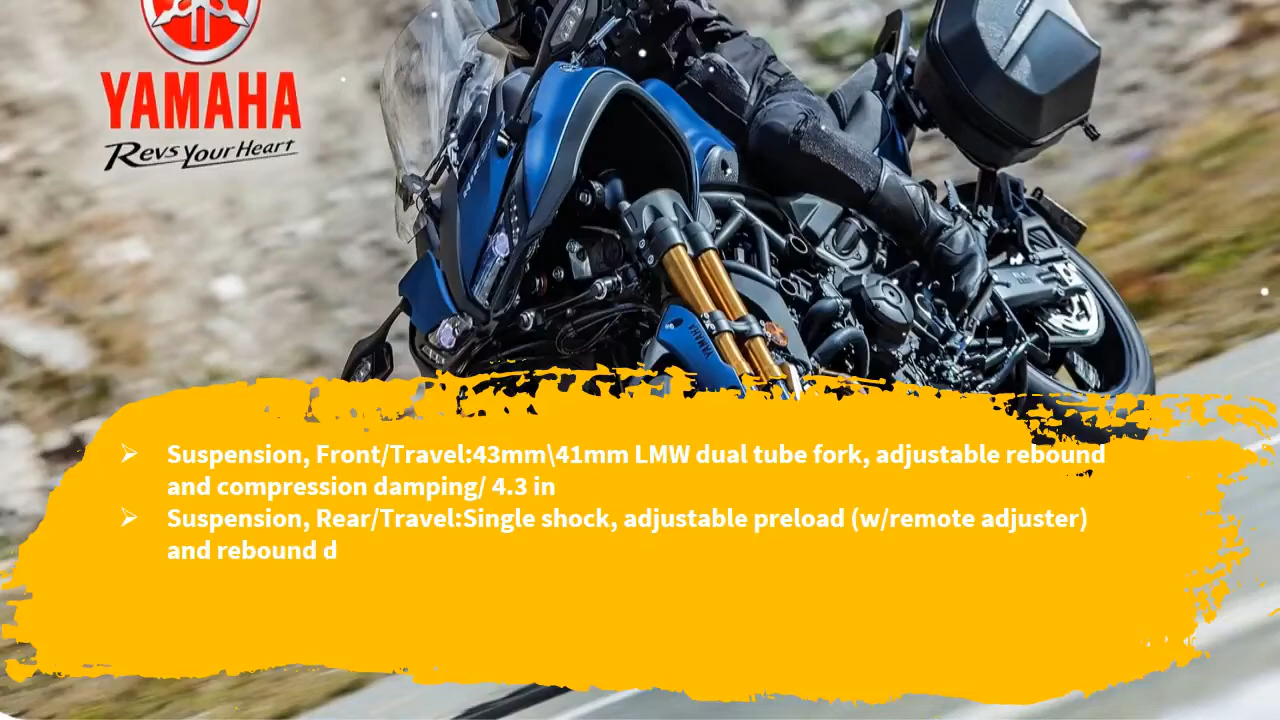 YAMAHA
Revs Your Heart
YAMAHA
Suspension, Front/Travel:43mm\41mm LMW dual tube fork, adjustable rebound
and compression damping/ 4.3 in
Suspension, Rear/Travel:Single shock, adjustable preload (w/remote adjuster)
and rebound d